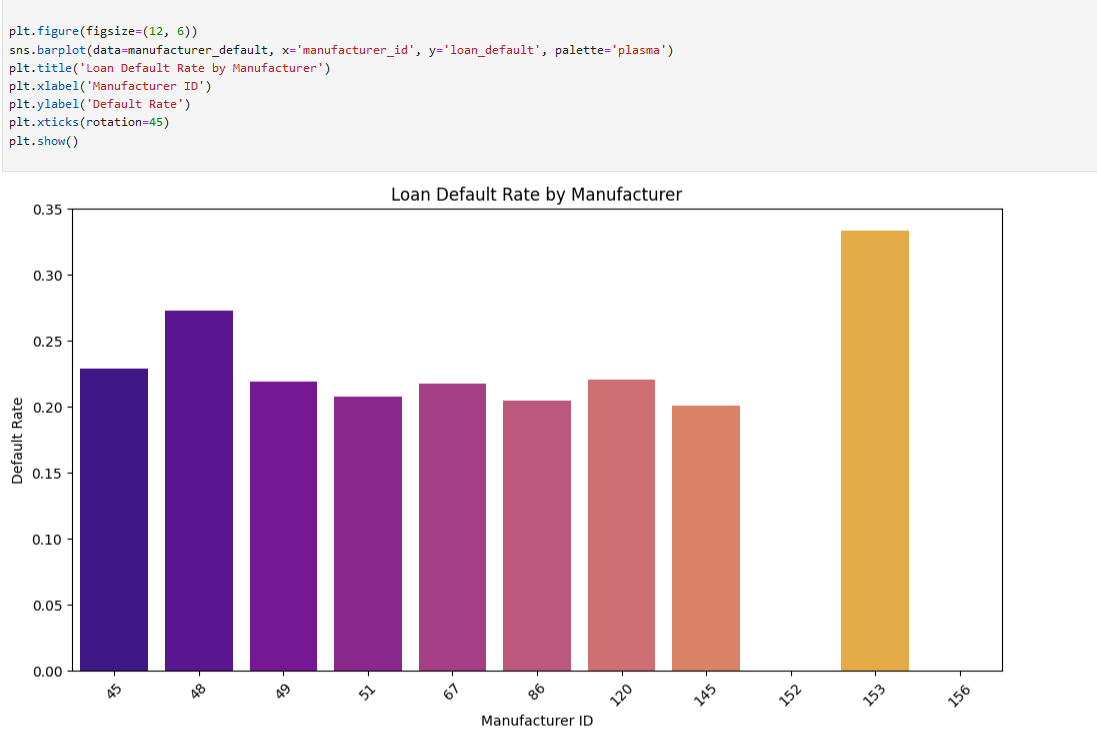 plt.figure(figsize=(12, 6))
sns.barplot(data=manufacturer_default, x='manufacturer_id', y='loan_default', palette='plasma')
plt.title('Loan Default Rate by Manufacturer')
plt.xlabel('Manufacturer ID')
plt.ylabel('Default Rate')
plt.xticks(rotation=45)
plt.show()
Loan Default Rate by Manufacturer
0.35
0.30
0.25
0.20
0.15
0.10
0.05
0.00
Default Rate
45 48 49 51 67 86 120 145 152 153 156
Manufacturer ID